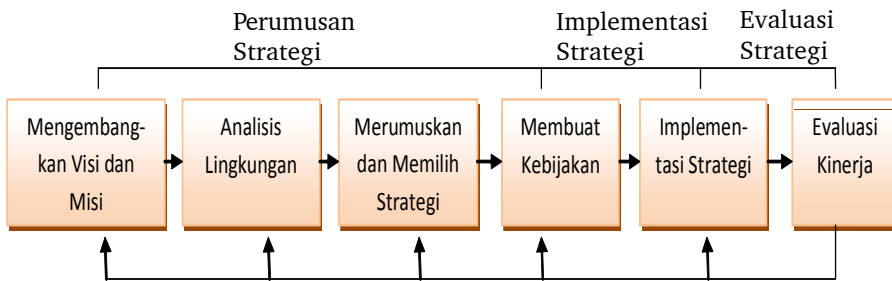 Perumusan
Strategi
Implementasi
Strategi
Evaluasi
Strategi
Mengembang-
kan Visi dan
Misi
Analisis
Lingkungan
Merumuskan
dan Memilih
Strategi
Membuat
Kebijakan
Implemen-
tasi Strategi
Evaluasi
Kinerja